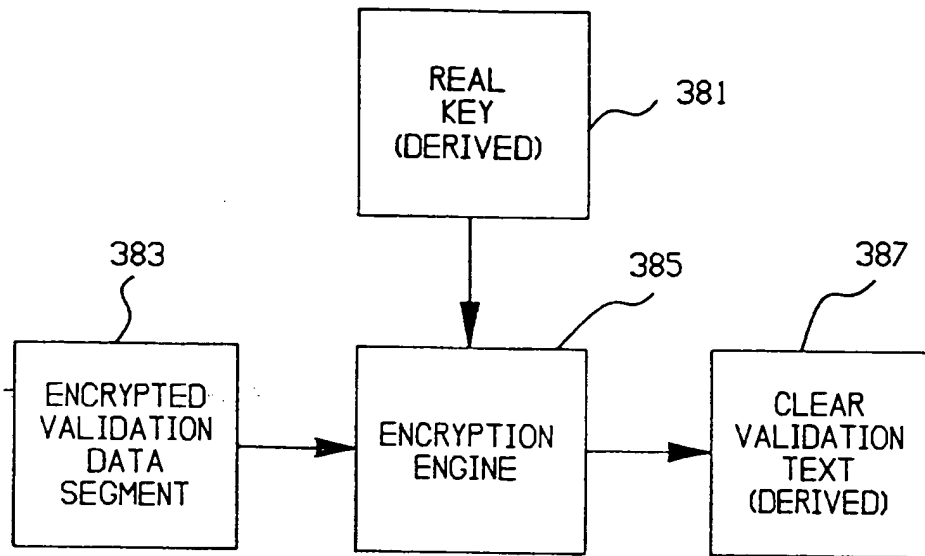 REAL
KEY
(DERIVED)
381
383
385
387
ENCRYPTED
VALIDATION
DATA
SEGMENT
ENCRYPTION
ENGINE
CLEAR
VALIDATION
TEXT
(DERIVED)